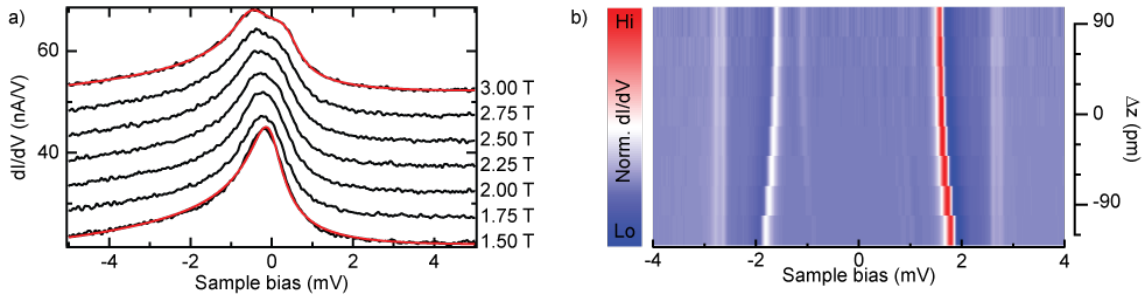 a)
60
40
dI/dV (nA/V)
3.00 T
2.75 T
2.50 T
2.25 T
2.00 T
1.75 T
1.50 T
-4 -2 0 2 4
Sample bias (mV)
b)
Hi
Norm. dI/dV
Lo
90
0
-90
Δz (pm)
-4 -2 0 2 4
Sample bias (mV)